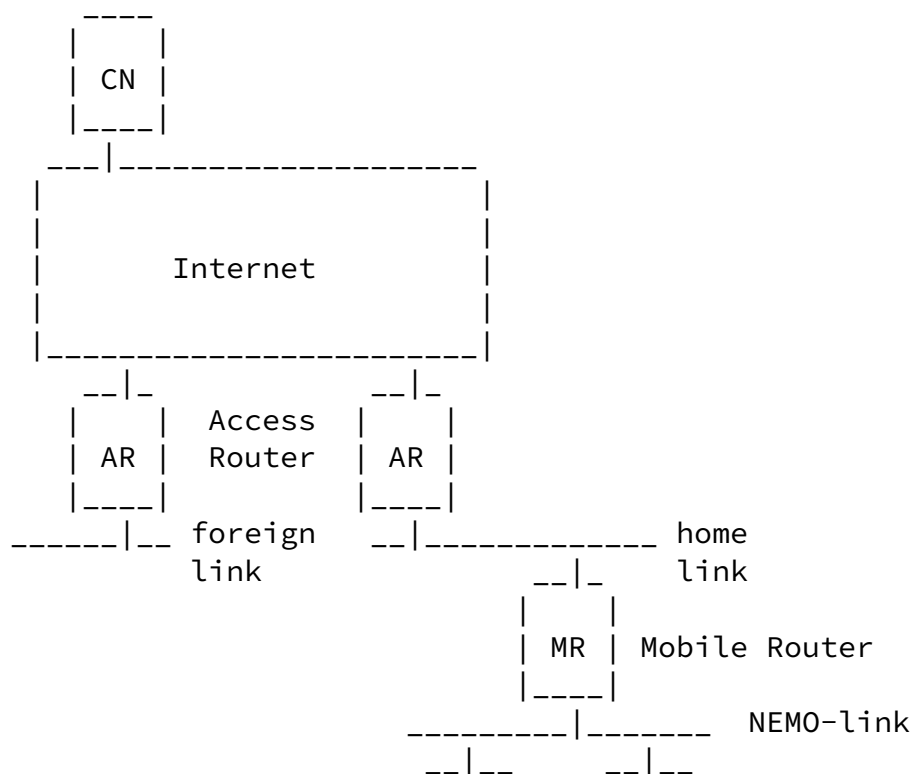 CN
Internet
Access
AR Router AR
foreign home
link link
MR Mobile Router
NEMO-link